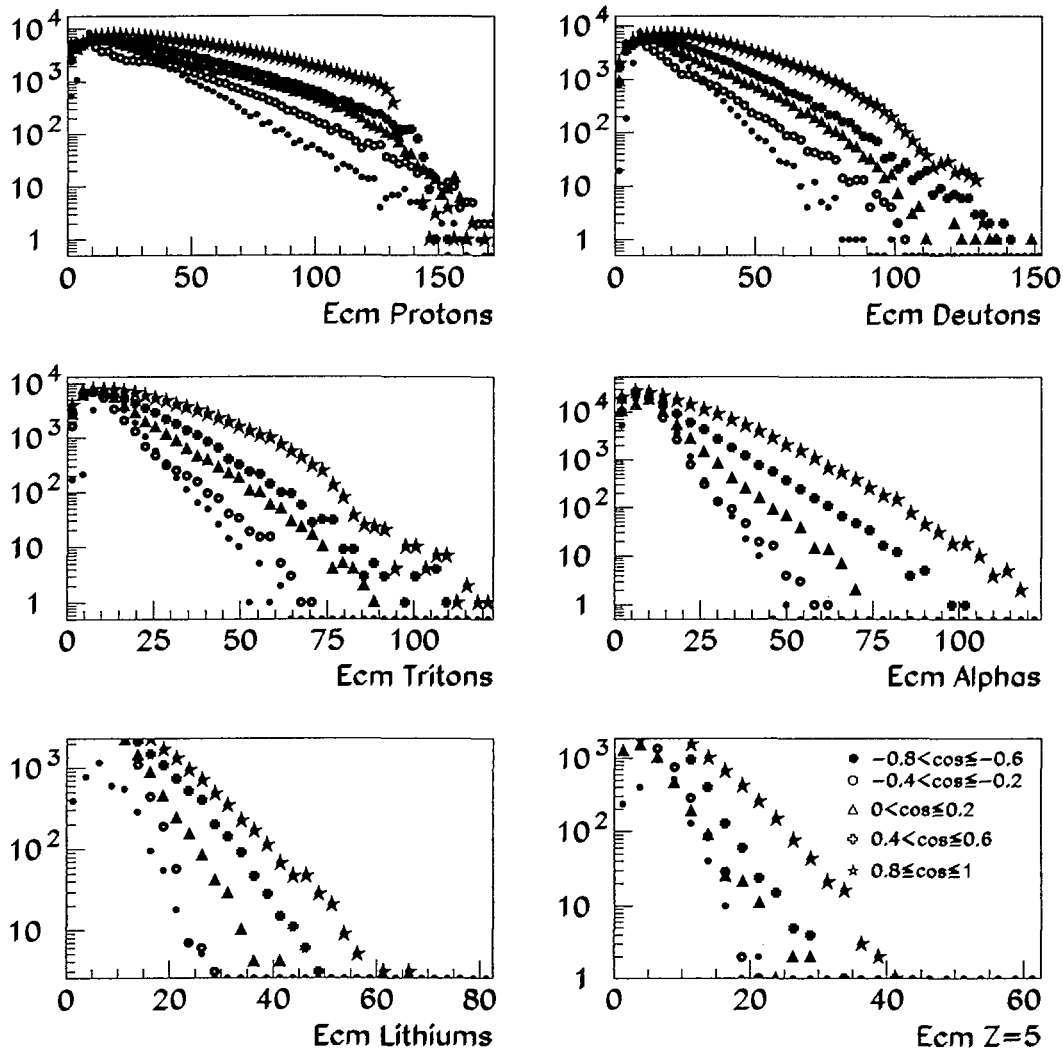 10⁴
10³
10²
10
1
0 50 100 150
Ecm Protons
10⁴
10³
10²
10
1
0 50 100 150
Ecm Deutons
10⁴
10³
10²
10
1
0 25 50 75 100
Ecm Tritons
10⁴
10³
10²
10
1
0 25 50 75 100
Ecm Alphas
10³
10²
10
0 20 40 60 80
Ecm Lithiums
10³
10²
10
1
0 20 40 60
Ecm Z=5
-0.8<cos≤-0.6
-0.4<cos≤-0.2
0<cos≤0.2
0.4<cos≤0.6
0.8≤cos≤1